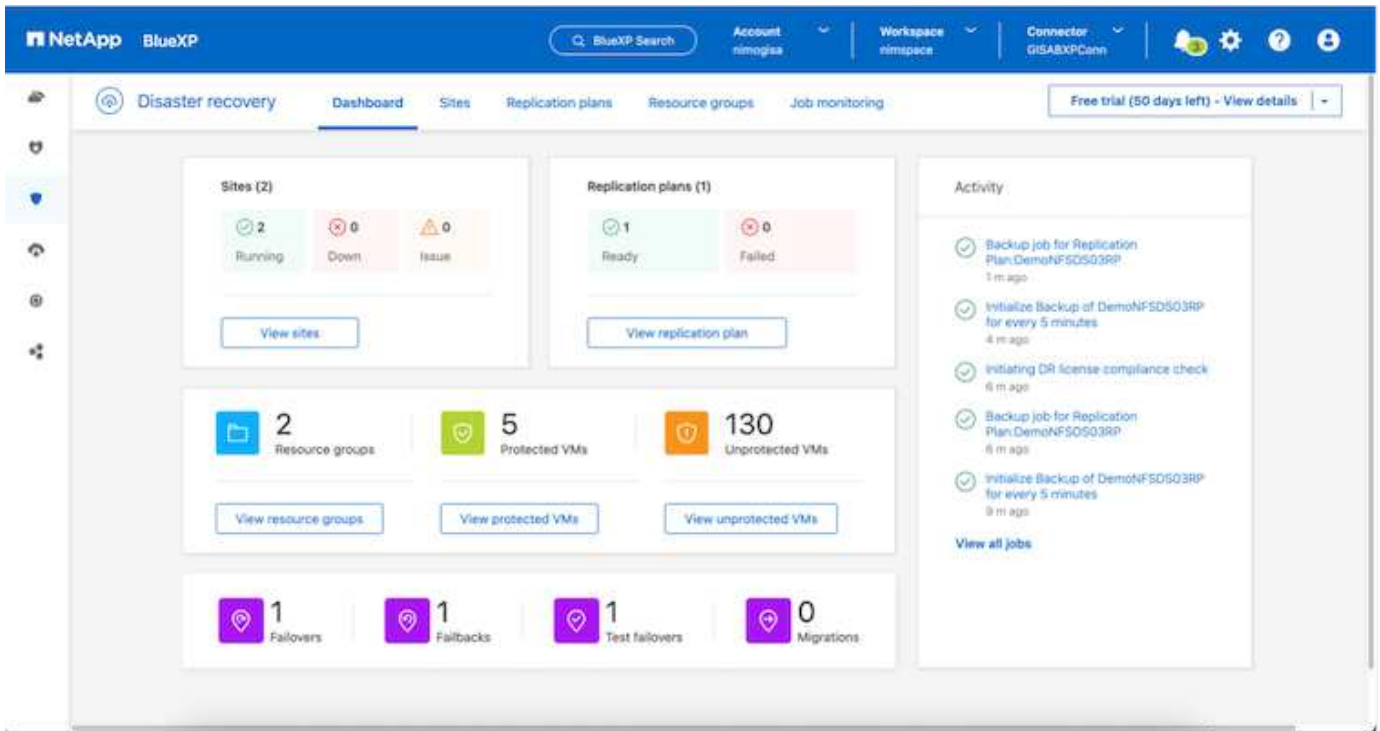 NetApp BlueXP
BlueXP Search
Account
nimogisa
Workspace
nimspace
Connector
GISABXPConn
3
Disaster recovery
Dashboard
Sites
Replication plans
Resource groups
Job monitoring
Free trial (50 days left) - View details
Sites (2)
2
Running
0
Down
0
Issue
View sites
Replication plans (1)
1
Ready
0
Failed
View replication plan
2
Resource groups
View resource groups
5
Protected VMs
View protected VMs
130
Unprotected VMs
View unprotected VMs
1
Failovers
1
Failbacks
1
Test failovers
0
Migrations
Activity
Backup job for Replication
Plan:DemoNFSDS03RP
1 m ago
Initialize Backup of DemoNFSDS03RP
for every 5 minutes
4 m ago
Initiating DR license compliance check
6 m ago
Backup job for Replication
Plan:DemoNFSDS03RP
6 m ago
Initialize Backup of DemoNFSDS03RP
for every 5 minutes
9 m ago
View all jobs